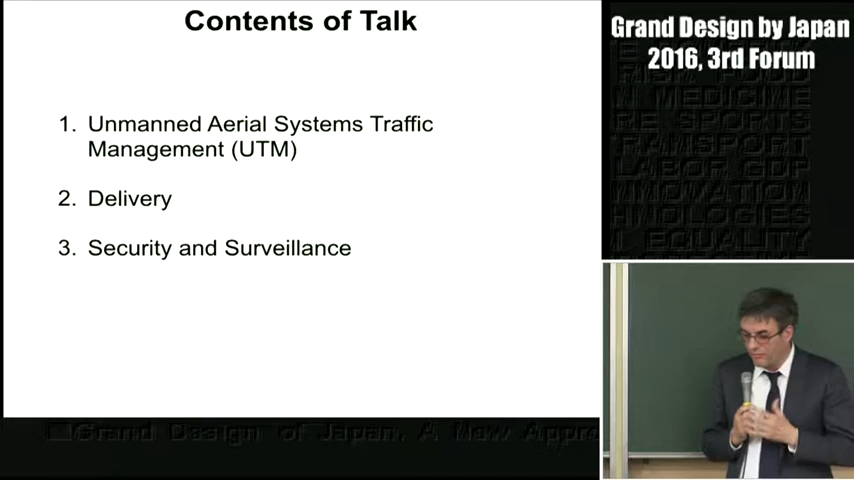 Contents of Talk
1. Unmanned Aerial Systems Traffic
Management (UTM)
2. Delivery
3. Security and Surveillance
Grand Design by Japan
2016, 3rd Forum
MEDICINE
SPORTS
TRANSPORT
LABOR GDP
INNOVATION
HNOLOGIES
EQUALITY
Grand Design of Japan, A New Appro